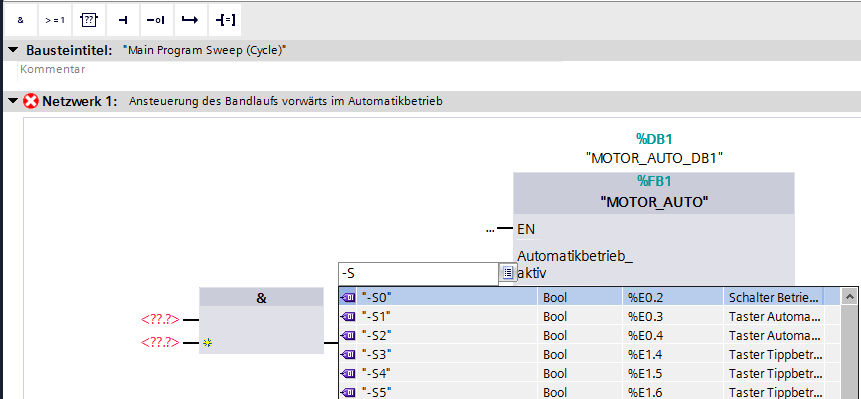 & >=1 ??
Bausteintitel: "Main Program Sweep (Cycle)"
Kommentar
Netzwerk 1: Ansteuerung des Bandlaufs vorwärts im Automatikbetrieb
%DB1
"MOTOR_AUTO_DB1"
%FB1
"MOTOR_AUTO"
... EN
Automatikbetrieb_
-S aktiv
&
"-S0" Bool %E0.2 Schalter Betrie...
<??.?> "-S1" Bool %E0.3 Taster Automa...
<??.?> "-S2" Bool %E0.4 Taster Automa...
"-S3" Bool %E1.4 Taster Tippbetr...
"-S4" Bool %E1.5 Taster Tippbetr...
"-S5" Bool %E1.6 Taster Tippbetr...